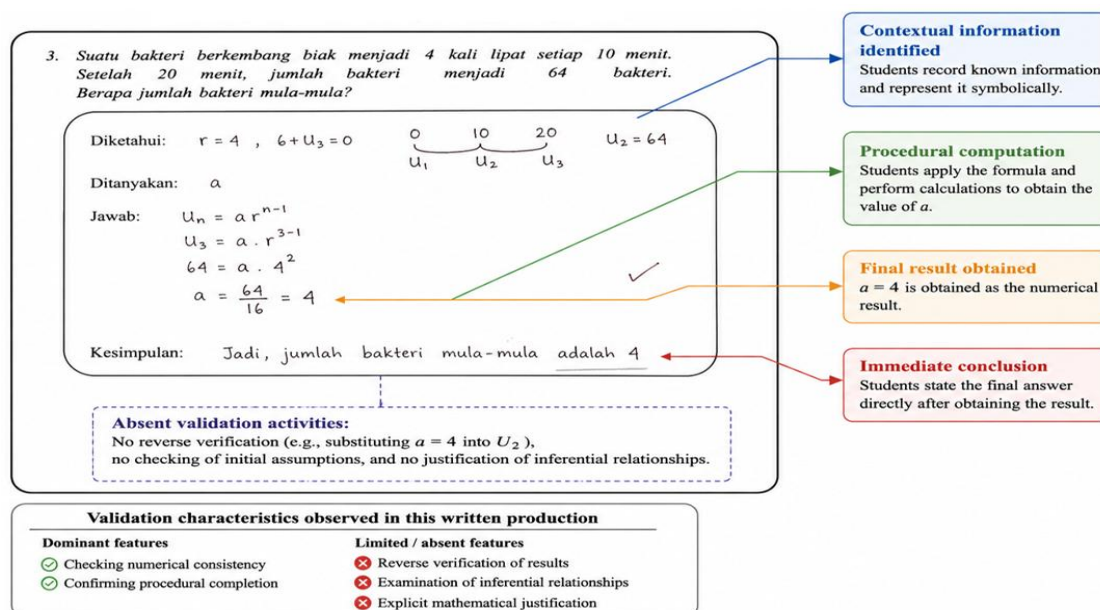 3. Suatu bakteri berkembang biak menjadi 4 kali lipat setiap 10 menit.
Setelah 20 menit, jumlah bakteri menjadi 64 bakteri.
Berapa jumlah bakteri mula-mula?
Diketahui: r = 4 , 6 + U₃ = 0 0 10 20 U₂ = 64
U₁ U₂ U₃
Ditanyakan: a
Jawab: Uₙ = a rⁿ⁻¹
U₃ = a . r³⁻¹
64 = a . 4²
a = 64/16 = 4
Kesimpulan: Jadi, jumlah bakteri mula-mula adalah 4
Absent validation activities:
No reverse verification (e.g., substituting a = 4 into U₂ ),
no checking of initial assumptions, and no justification of inferential relationships.
Contextual information
identified
Students record known information
and represent it symbolically.
Procedural computation
Students apply the formula and
perform calculations to obtain the
value of a.
Final result obtained
a = 4 is obtained as the numerical
result.
Immediate conclusion
Students state the final answer
directly after obtaining the result.
Validation characteristics observed in this written production
Dominant features
Checking numerical consistency
Confirming procedural completion
Limited / absent features
Reverse verification of results
Examination of inferential relationships
Explicit mathematical justification